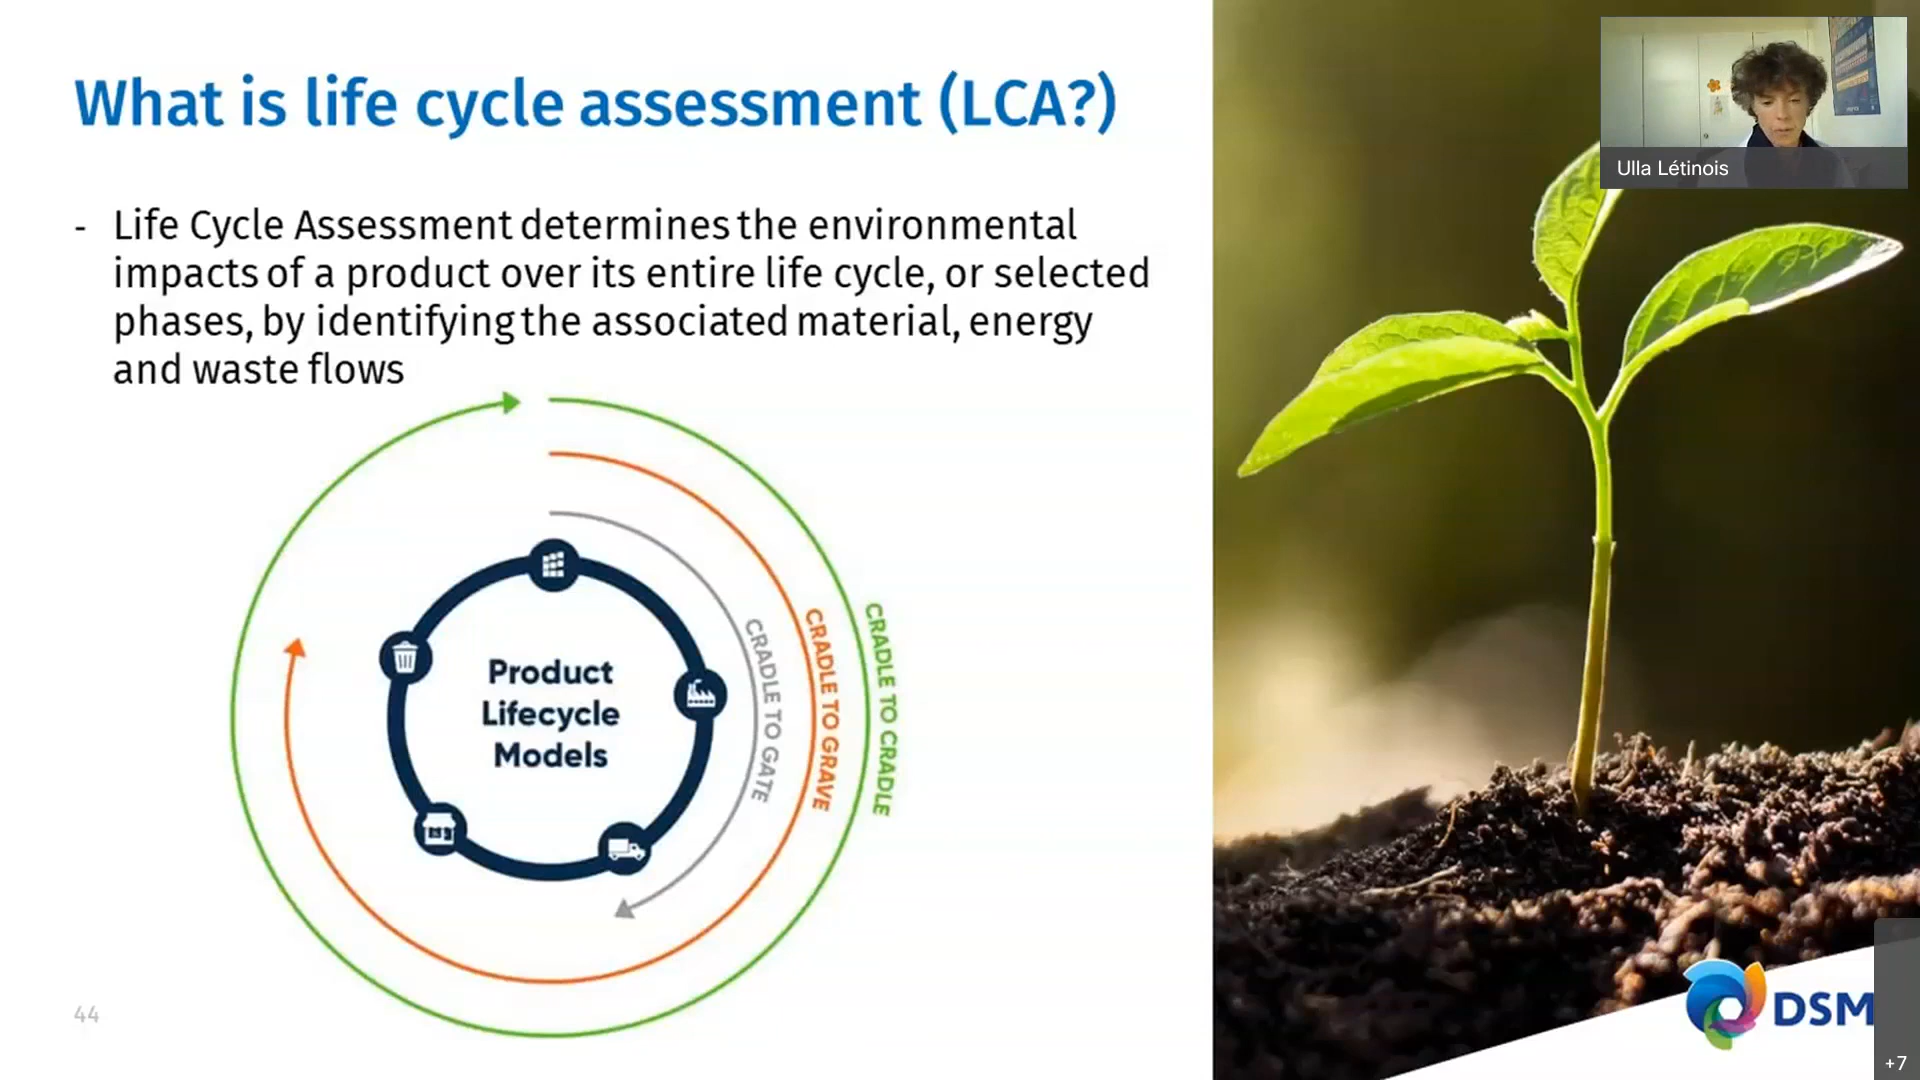 What is life cycle assessment (LCA?)
Ulla Létinois
- Life Cycle Assessment determines the environmental
impacts of a product over its entire life cycle, or selected
phases, by identifying the associated material, energy
and waste flows
Product
Lifecycle
Models
CRADLE TO GATE
CRADLE TO GRAVE
CRADLE TO CRADLE
44
DSM
+7